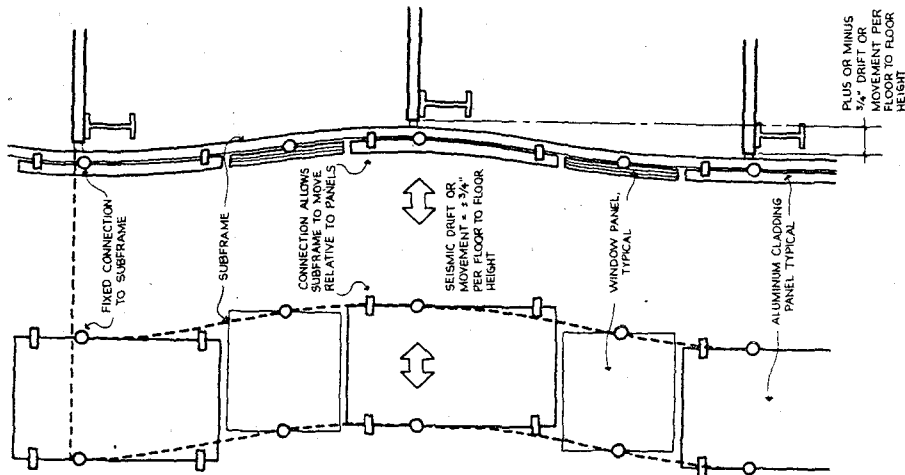 FIXED CONNECTION
TO SUBFRAME
SUBFRAME
CONNECTION ALLOWS
SUBFRAME TO MOVE
RELATIVE TO PANELS
SEISMIC DRIFT OR
MOVEMENT = ± 3/4"
PER FLOOR TO FLOOR
HEIGHT
WINDOW PANEL,
TYPICAL
ALUMINUM CLADDING
PANEL TYPICAL
PLUS OR MINUS
3/4" DRIFT OR
MOVEMENT PER
FLOOR TO FLOOR
HEIGHT